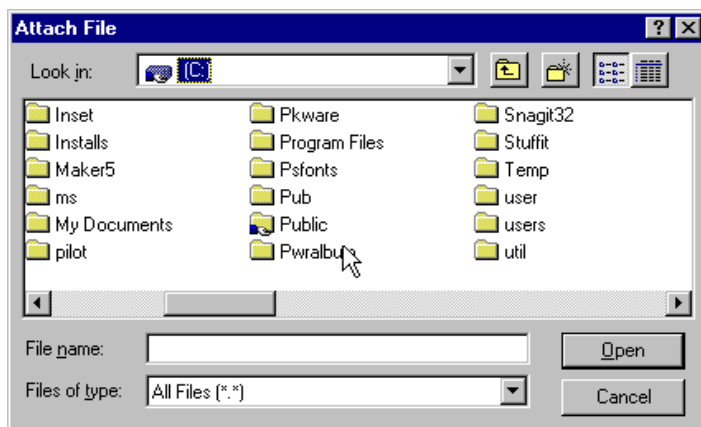 Attach File
Look in: (C:
Inset Pkware Snagit32
Installs Program Files Stuffit
Maker5 Psfonts Temp
ms Pub user
My Documents Public users
pilot Pwralbum util
File name: Open
Files of type: All Files (*.*) Cancel